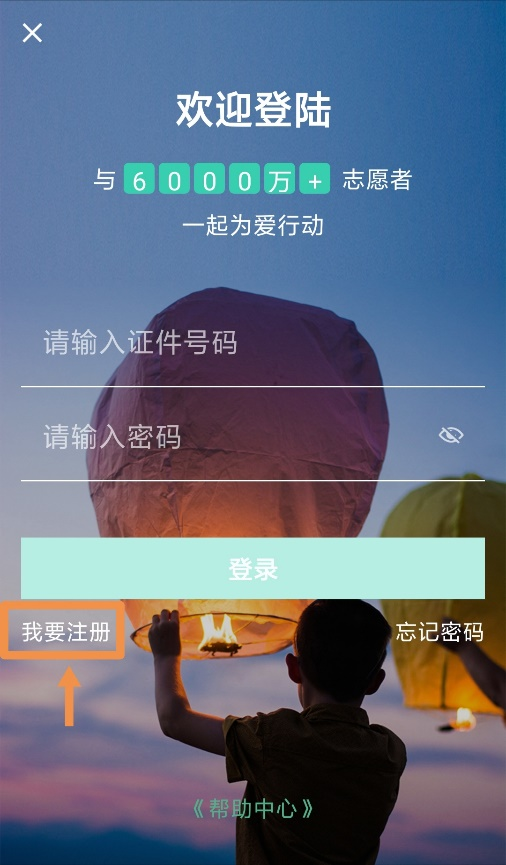 欢迎登陆
与 6000万+ 志愿者
一起为爱行动
请输入证件号码
请输入密码
登录
我要注册 忘记密码
《帮助中心》